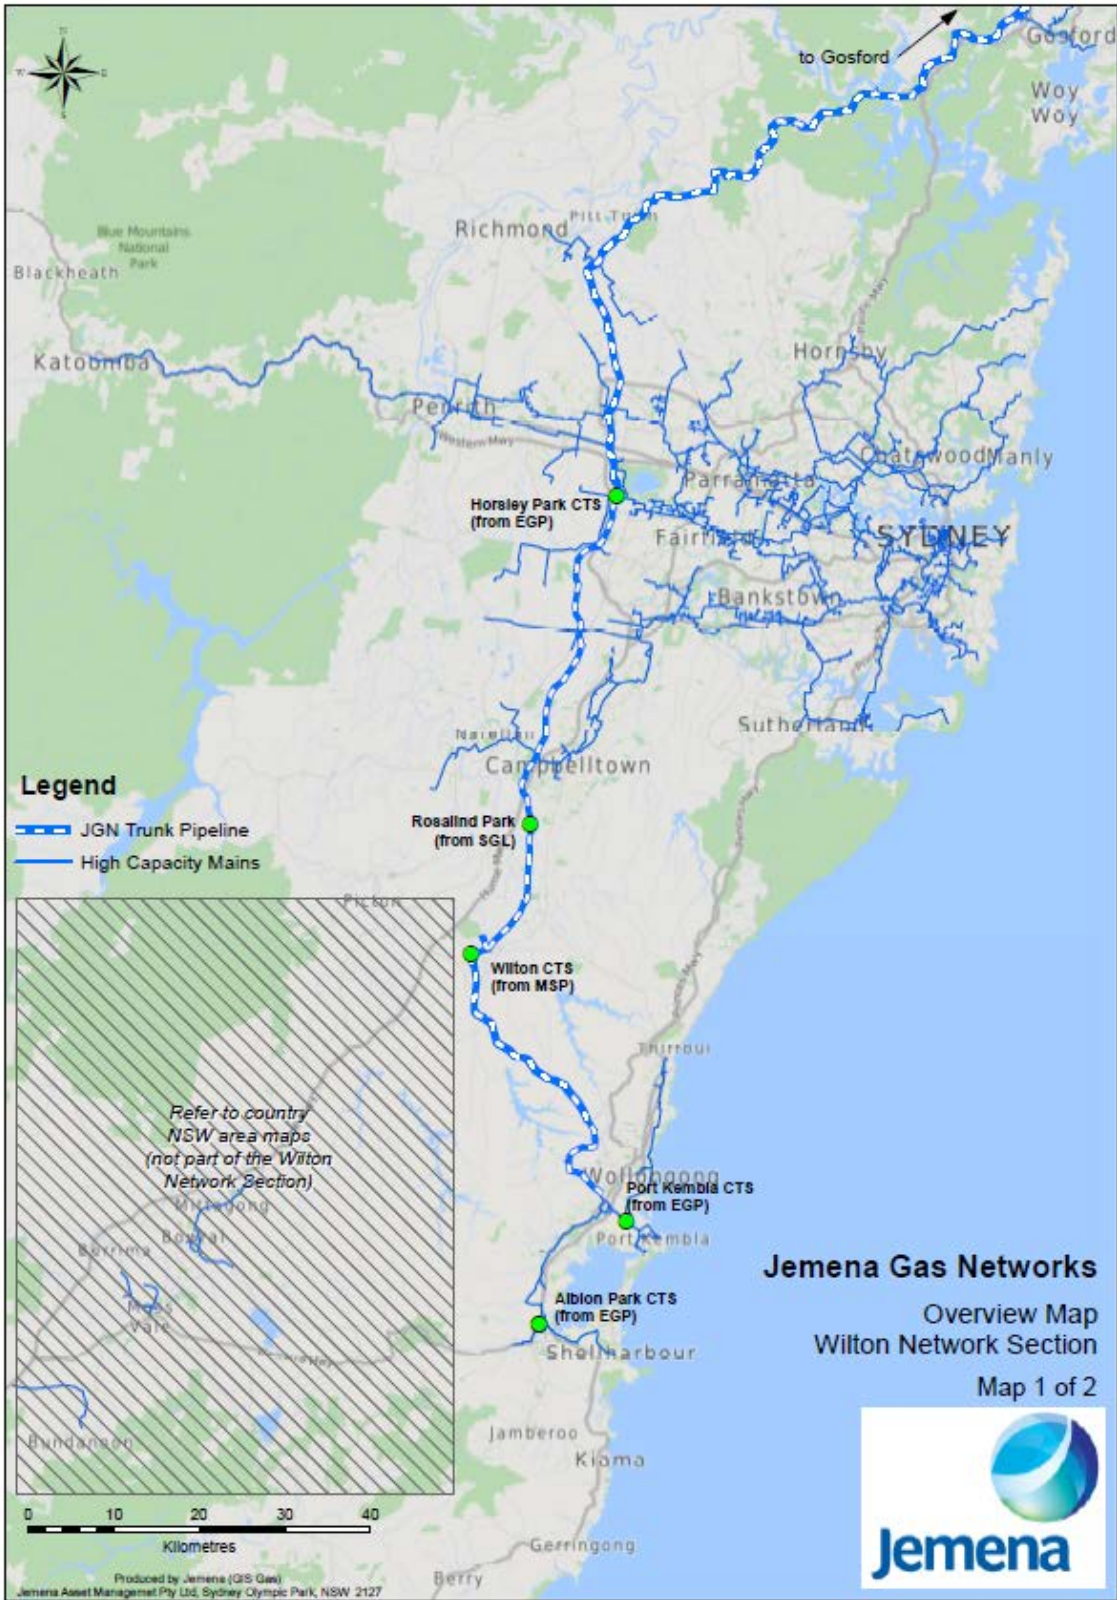 N
W
E
S
to Gosford
Gosford
Woy
Woy
Richmond
Pitt Town
Blue Mountains
National
Park
Blackheath
Katoomba
Hornsby
Penrith
Western Mwy
Chatswood
Manly
Parramatta
Horsley Park CTS
(from EGP)
Fairfield
SYDNEY
Bankstown
Sutherland
Narellan
Campbelltown
Legend
JGN Trunk Pipeline
High Capacity Mains
Rosalind Park
(from SGL)
Picton
Wilton CTS
(from MSP)
Thirroul
Refer to country
NSW area maps
(not part of the Wilton
Network Section)
Mittagong
Bowral
Berrima
Moss
Vale
Bundanoon
Wollongong
Port Kembla CTS
(from EGP)
Port Kembla
Albion Park CTS
(from EGP)
Shellharbour
Jamberoo
Kiama
Gerringong
Berry
Jemena Gas Networks
Overview Map
Wilton Network Section
Map 1 of 2
Jemena
0 10 20 30 40
Kilometres
Produced by Jemena (GIS Gas)
Jemena Asset Managemet Pty Ltd, Sydney Olympic Park, NSW 2127